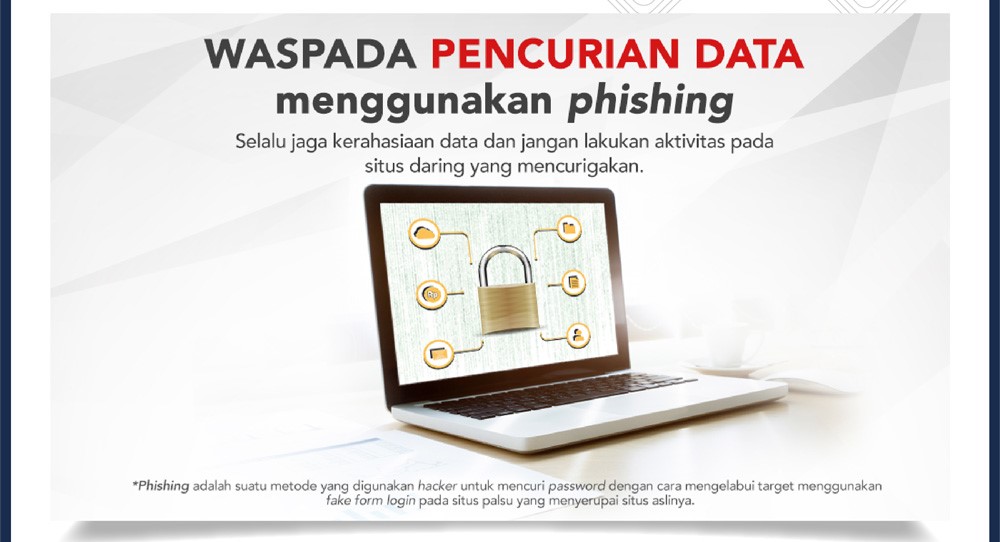 WASPADA PENCURIAN DATA
menggunakan phishing
Selalu jaga kerahasiaan data dan jangan lakukan aktivitas pada
situs daring yang mencurigakan.
Rp
*Phishing adalah suatu metode yang digunakan hacker untuk mencuri password dengan cara mengelabui target menggunakan
fake form login pada situs palsu yang menyerupai situs aslinya.